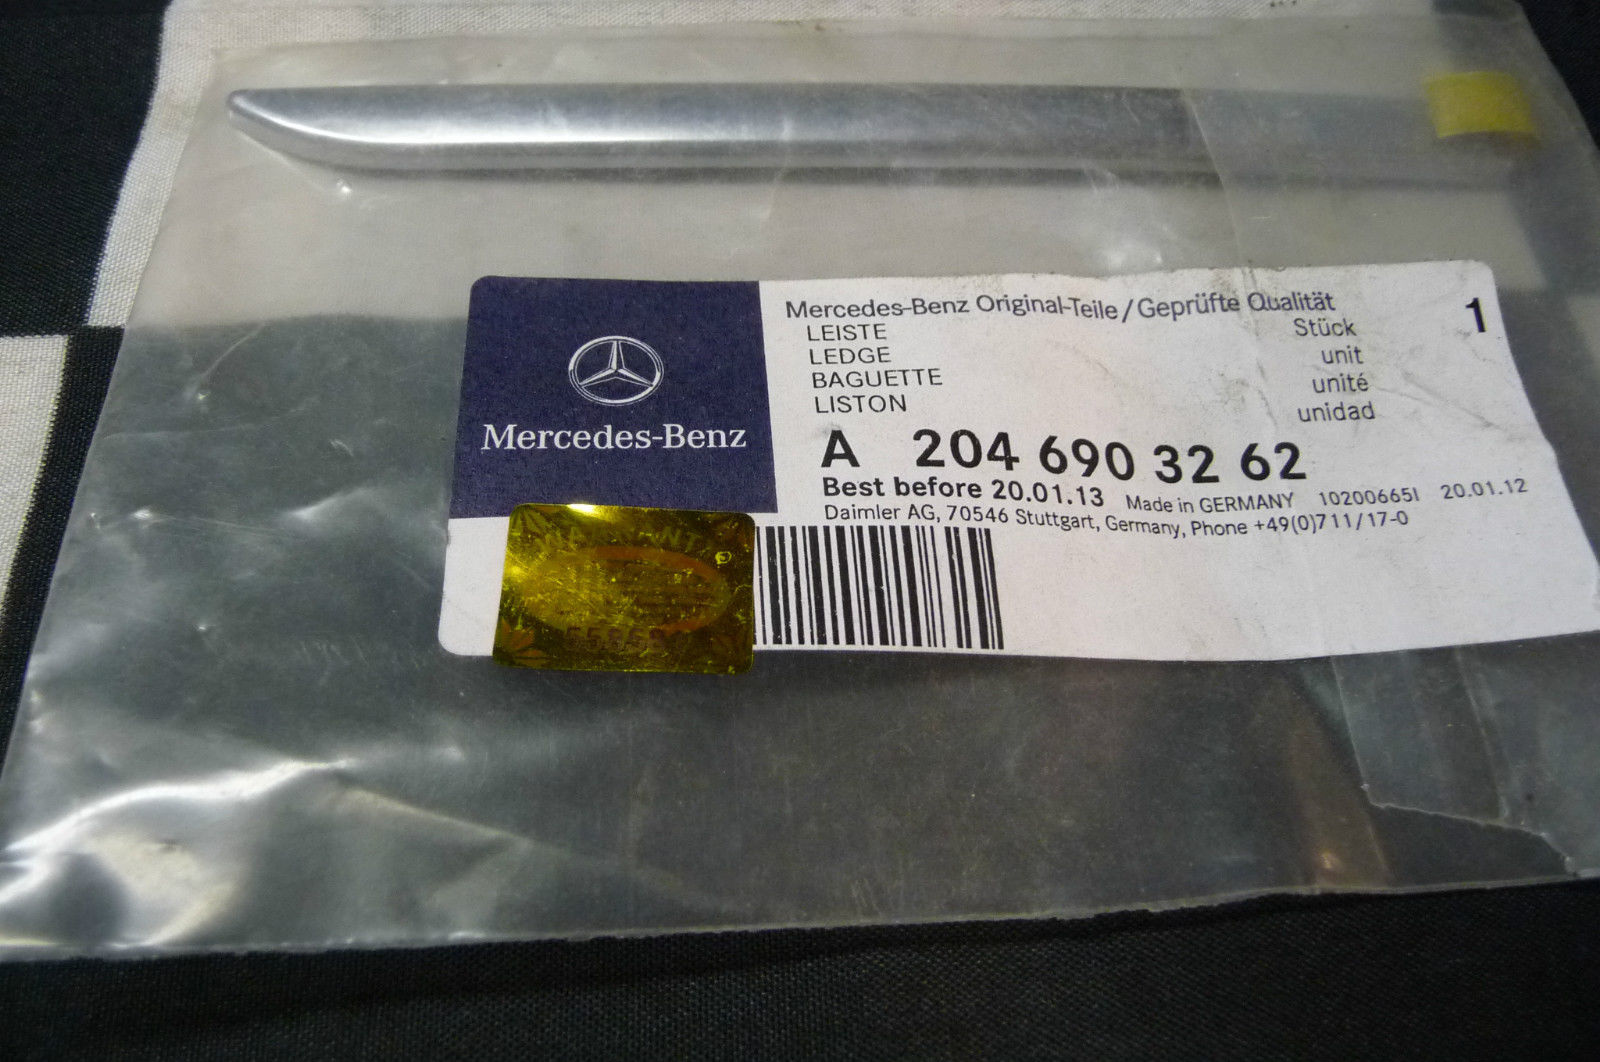 Mercedes-Benz
Mercedes-Benz Original-Teile/Geprüfte Qualität
LEISTE Stück 1
LEDGE unit
BAGUETTE unité
LISTON unidad
A 204 690 32 62
Best before 20.01.13 Made in GERMANY 102006651 20.01.12
Daimler AG, 70546 Stuttgart, Germany, Phone +49(0)711/17-0